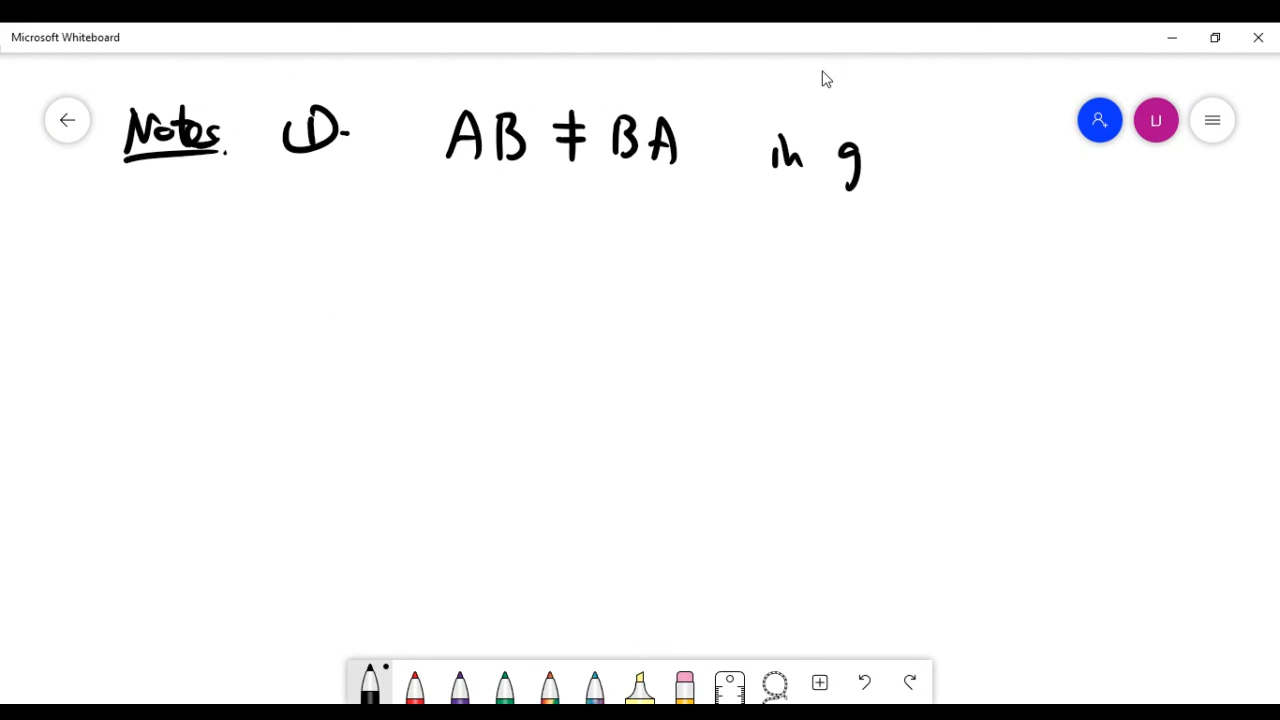 Microsoft Whiteboard
Notes. ①. AB ≠ BA in g
U